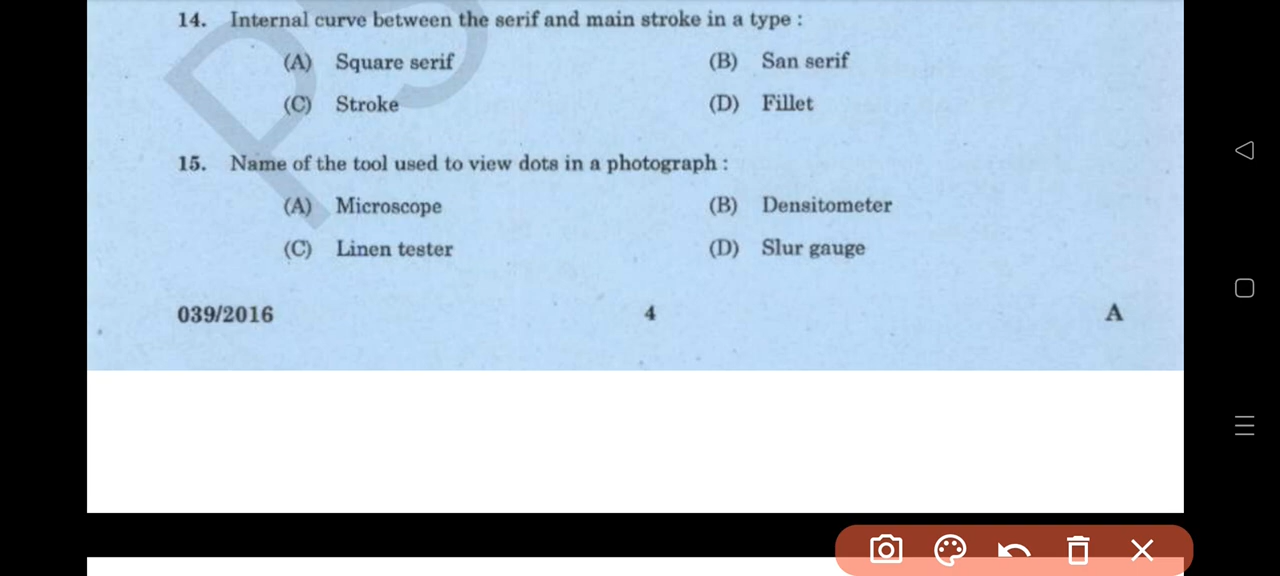 14. Internal curve between the serif and main stroke in a type :
(A) Square serif (B) San serif
(C) Stroke (D) Fillet
15. Name of the tool used to view dots in a photograph :
(A) Microscope (B) Densitometer
(C) Linen tester (D) Slur gauge
039/2016 4 A